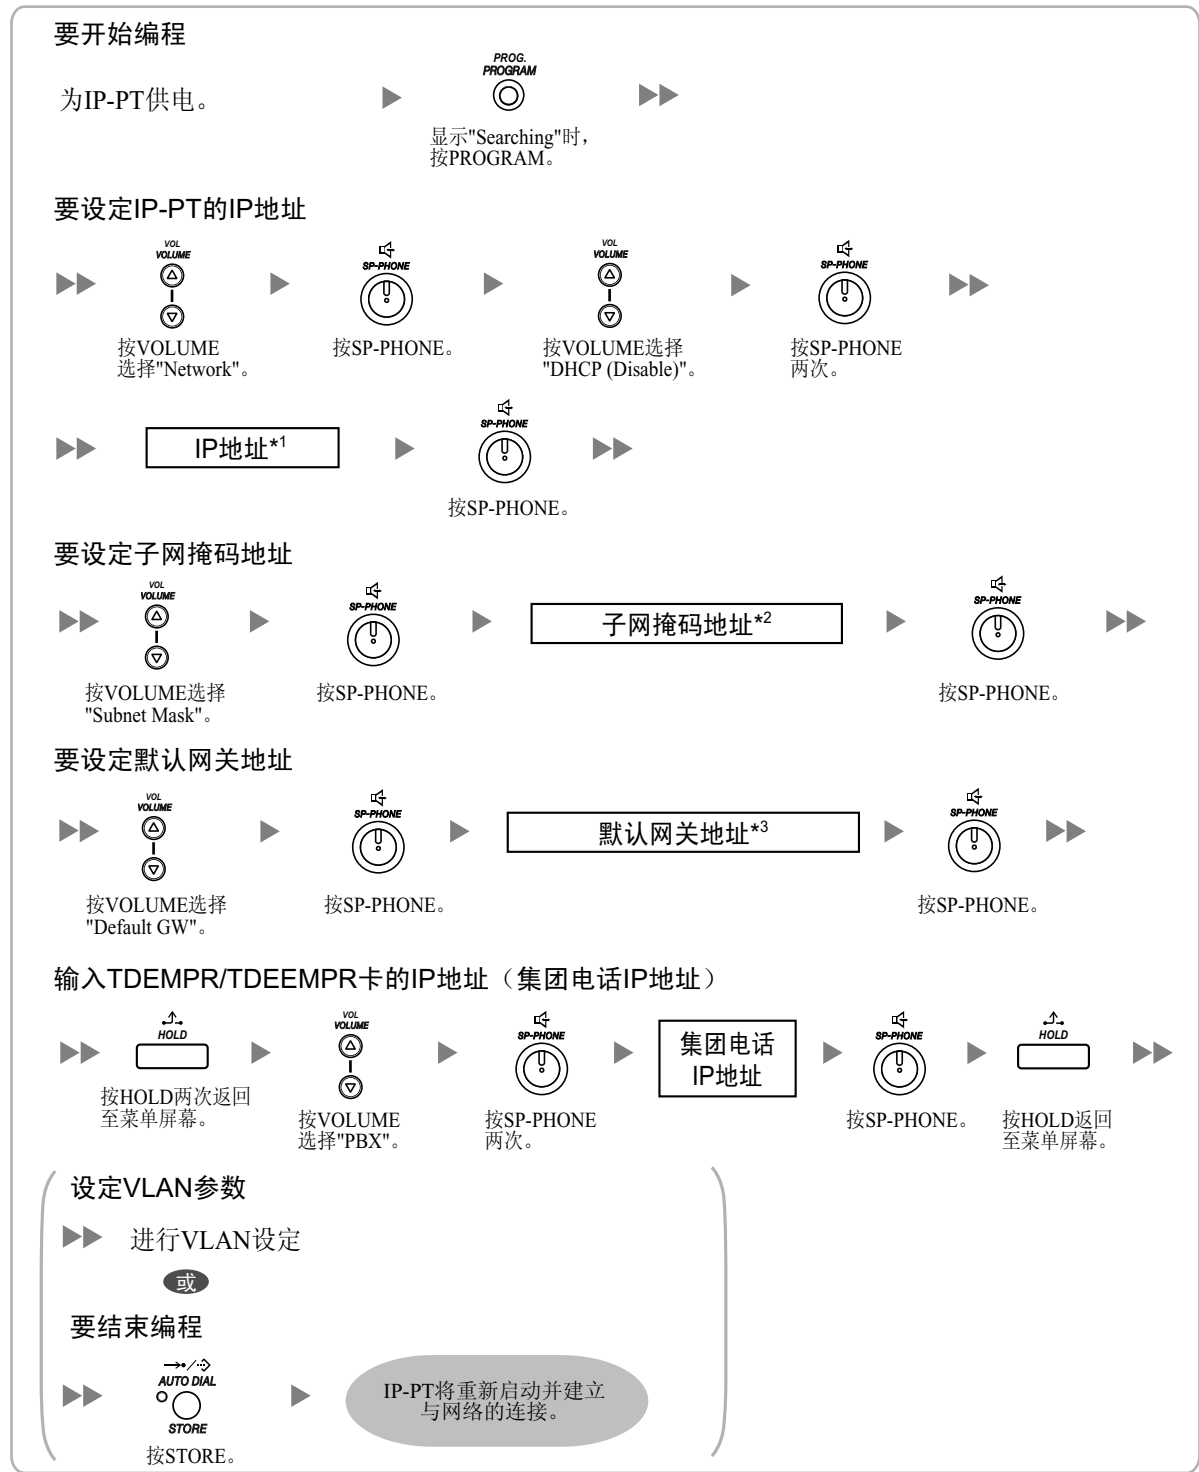 要开始编程
为IP-PT供电。
PROG.
PROGRAM
显示"Searching"时，
按PROGRAM。
要设定IP-PT的IP地址
VOL
VOLUME
按VOLUME
选择"Network"。
SP-PHONE
按SP-PHONE。
VOL
VOLUME
按VOLUME选择
"DHCP (Disable)"。
SP-PHONE
按SP-PHONE
两次。
IP地址*1
SP-PHONE
按SP-PHONE。
要设定子网掩码地址
VOL
VOLUME
按VOLUME选择
"Subnet Mask"。
SP-PHONE
按SP-PHONE。
子网掩码地址*2
SP-PHONE
按SP-PHONE。
要设定默认网关地址
VOL
VOLUME
按VOLUME选择
"Default GW"。
SP-PHONE
按SP-PHONE。
默认网关地址*3
SP-PHONE
按SP-PHONE。
输入TDEMPR/TDEEMPR卡的IP地址（集团电话IP地址）
HOLD
按HOLD两次返回
至菜单屏幕。
VOL
VOLUME
按VOLUME
选择"PBX"。
SP-PHONE
按SP-PHONE
两次。
集团电话
IP地址
SP-PHONE
按SP-PHONE。
HOLD
按HOLD返回
至菜单屏幕。
设定VLAN参数
进行VLAN设定
或
要结束编程
AUTO DIAL
STORE
按STORE。
IP-PT将重新启动并建立
与网络的连接。